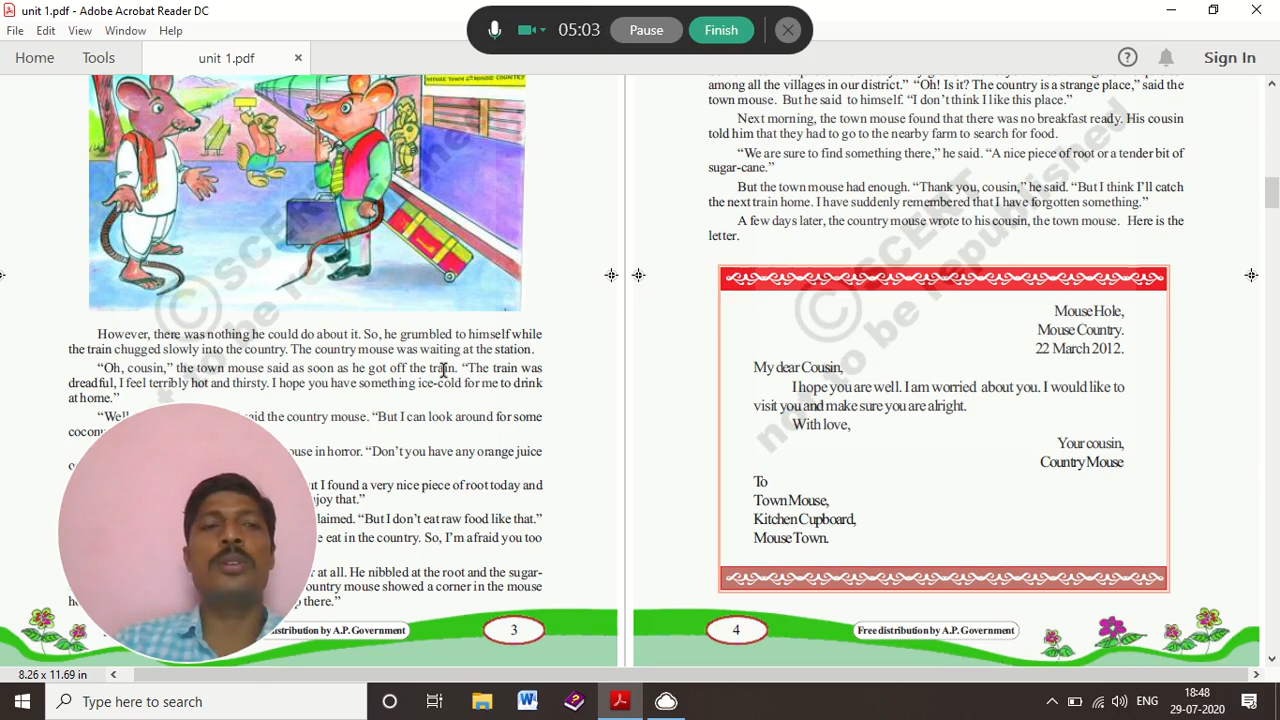 unit 1.pdf - Adobe Acrobat Reader DC
05:03
Pause
Finish
File Edit View Window Help
Home
Tools
unit 1.pdf
Sign In
MOUSE TOWN MOUSE COUNTRY
However, there was nothing he could do about it. So, he grumbled to himself while
the train chugged slowly into the country. The country mouse was waiting at the station.
“Oh, cousin,” the town mouse said as soon as he got off the train. “The train was
dreadful, I feel terribly hot and thirsty. I hope you have something ice-cold for me to drink
at home.”
“Well said the country mouse. “But I can look around for some
in horror. “Don’t you have any orange juice
I found a very nice piece of root today and
“But I don’t eat raw food like that.”
eat in the country. So, I’m afraid you too
at all. He nibbled at the root and the sugar-
mouse showed a corner in the mouse
there.”
distribution by A.P. Government
3
among all the villages in our district.” “Oh! Is it? The country is a strange place,” said the
town mouse. But he said to himself. “I don’t think I like this place.”
Next morning, the town mouse found that there was no breakfast ready. His cousin
told him that they had to go to the nearby farm to search for food.
“We are sure to find something there,” he said. “A nice piece of root or a tender bit of
sugar-cane.”
But the town mouse had enough. “Thank you, cousin,” he said. “But I think I’ll catch
the next train home. I have suddenly remembered that I have forgotten something.”
A few days later, the country mouse wrote to his cousin, the town mouse. Here is the
letter.
Mouse Hole,
Mouse Country.
22 March 2012.
My dear Cousin,
I hope you are well. I am worried about you. I would like to
visit you and make sure you are alright.
With love,
Your cousin,
Country Mouse
To
Town Mouse,
Kitchen Cupboard,
Mouse Town.
4
Free distribution by A.P. Government
© SCERT
not to be republished
8.26 x 11.69 in
Type here to search
ENG
18:48
29-07-2020